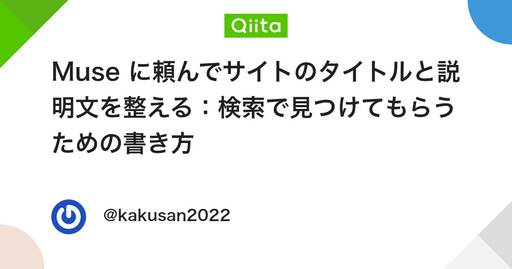 Qiita
Muse に頼んでサイトのタイトルと説
明文を整える：検索で見つけてもらう
ための書き方
@kakusan2022